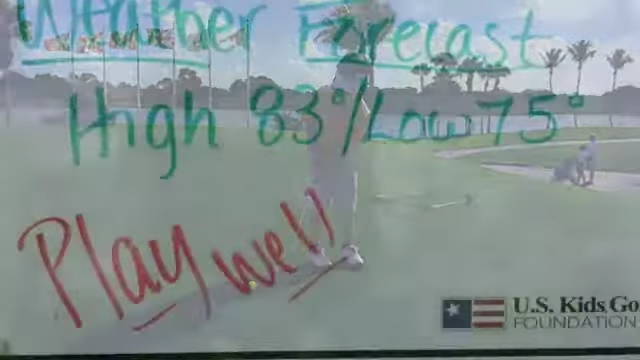 Weather Forecast
High 83°/Low 75°
Play well!
U.S. Kids Go
FOUNDATION